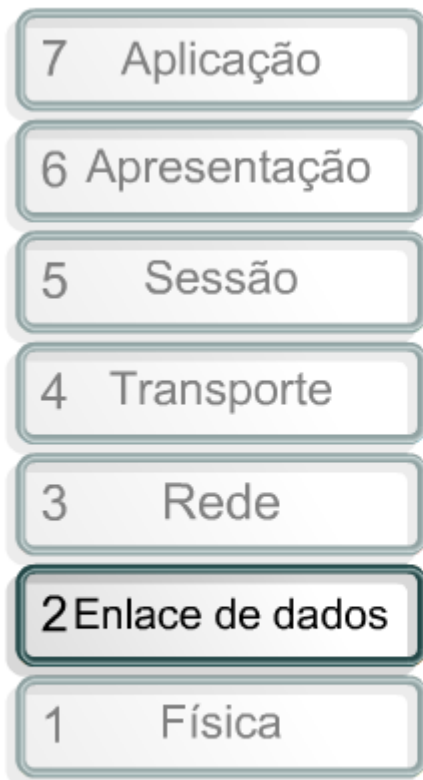 7 Aplicação
6 Apresentação
5 Sessão
4 Transporte
3 Rede
2 Enlace de dados
1 Física